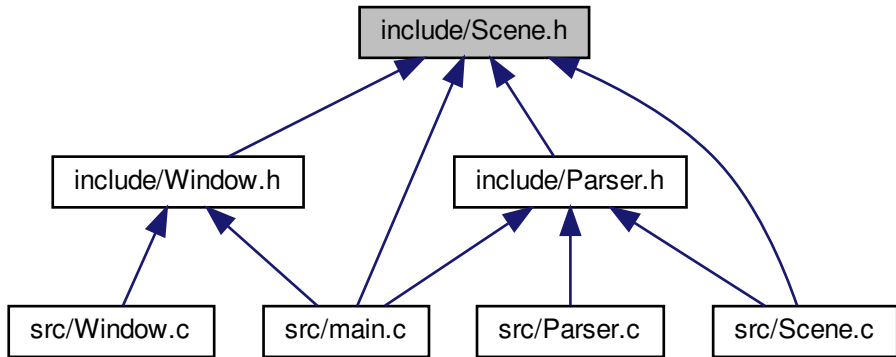 include/Scene.h
include/Window.h
include/Parser.h
src/Window.c
src/main.c
src/Parser.c
src/Scene.c